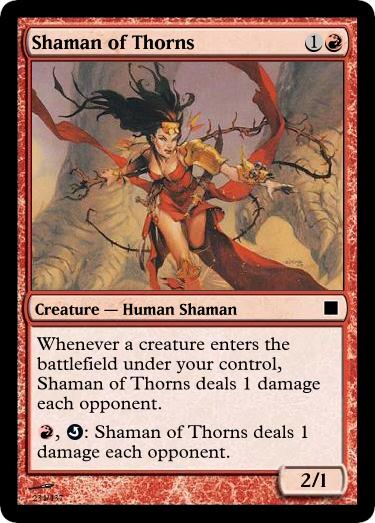 Shaman of Thorns 1
Creature — Human Shaman
Whenever a creature enters the
battlefield under your control,
Shaman of Thorns deals 1 damage
each opponent.
, : Shaman of Thorns deals 1
damage each opponent.
2/1